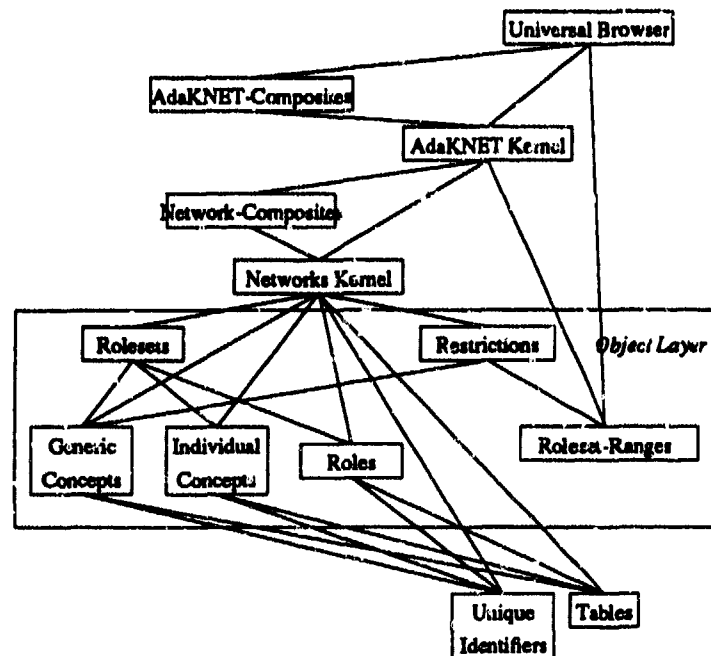 Universal Browser
AdaKNET-Composites
AdaKNET Kernel
Network-Composites
Networks Kernel
Rolesets
Restrictions
Object Layer
Generic
Concepts
Individual
Concepts
Roles
Roleset-Ranges
Unique
Identifiers
Tables